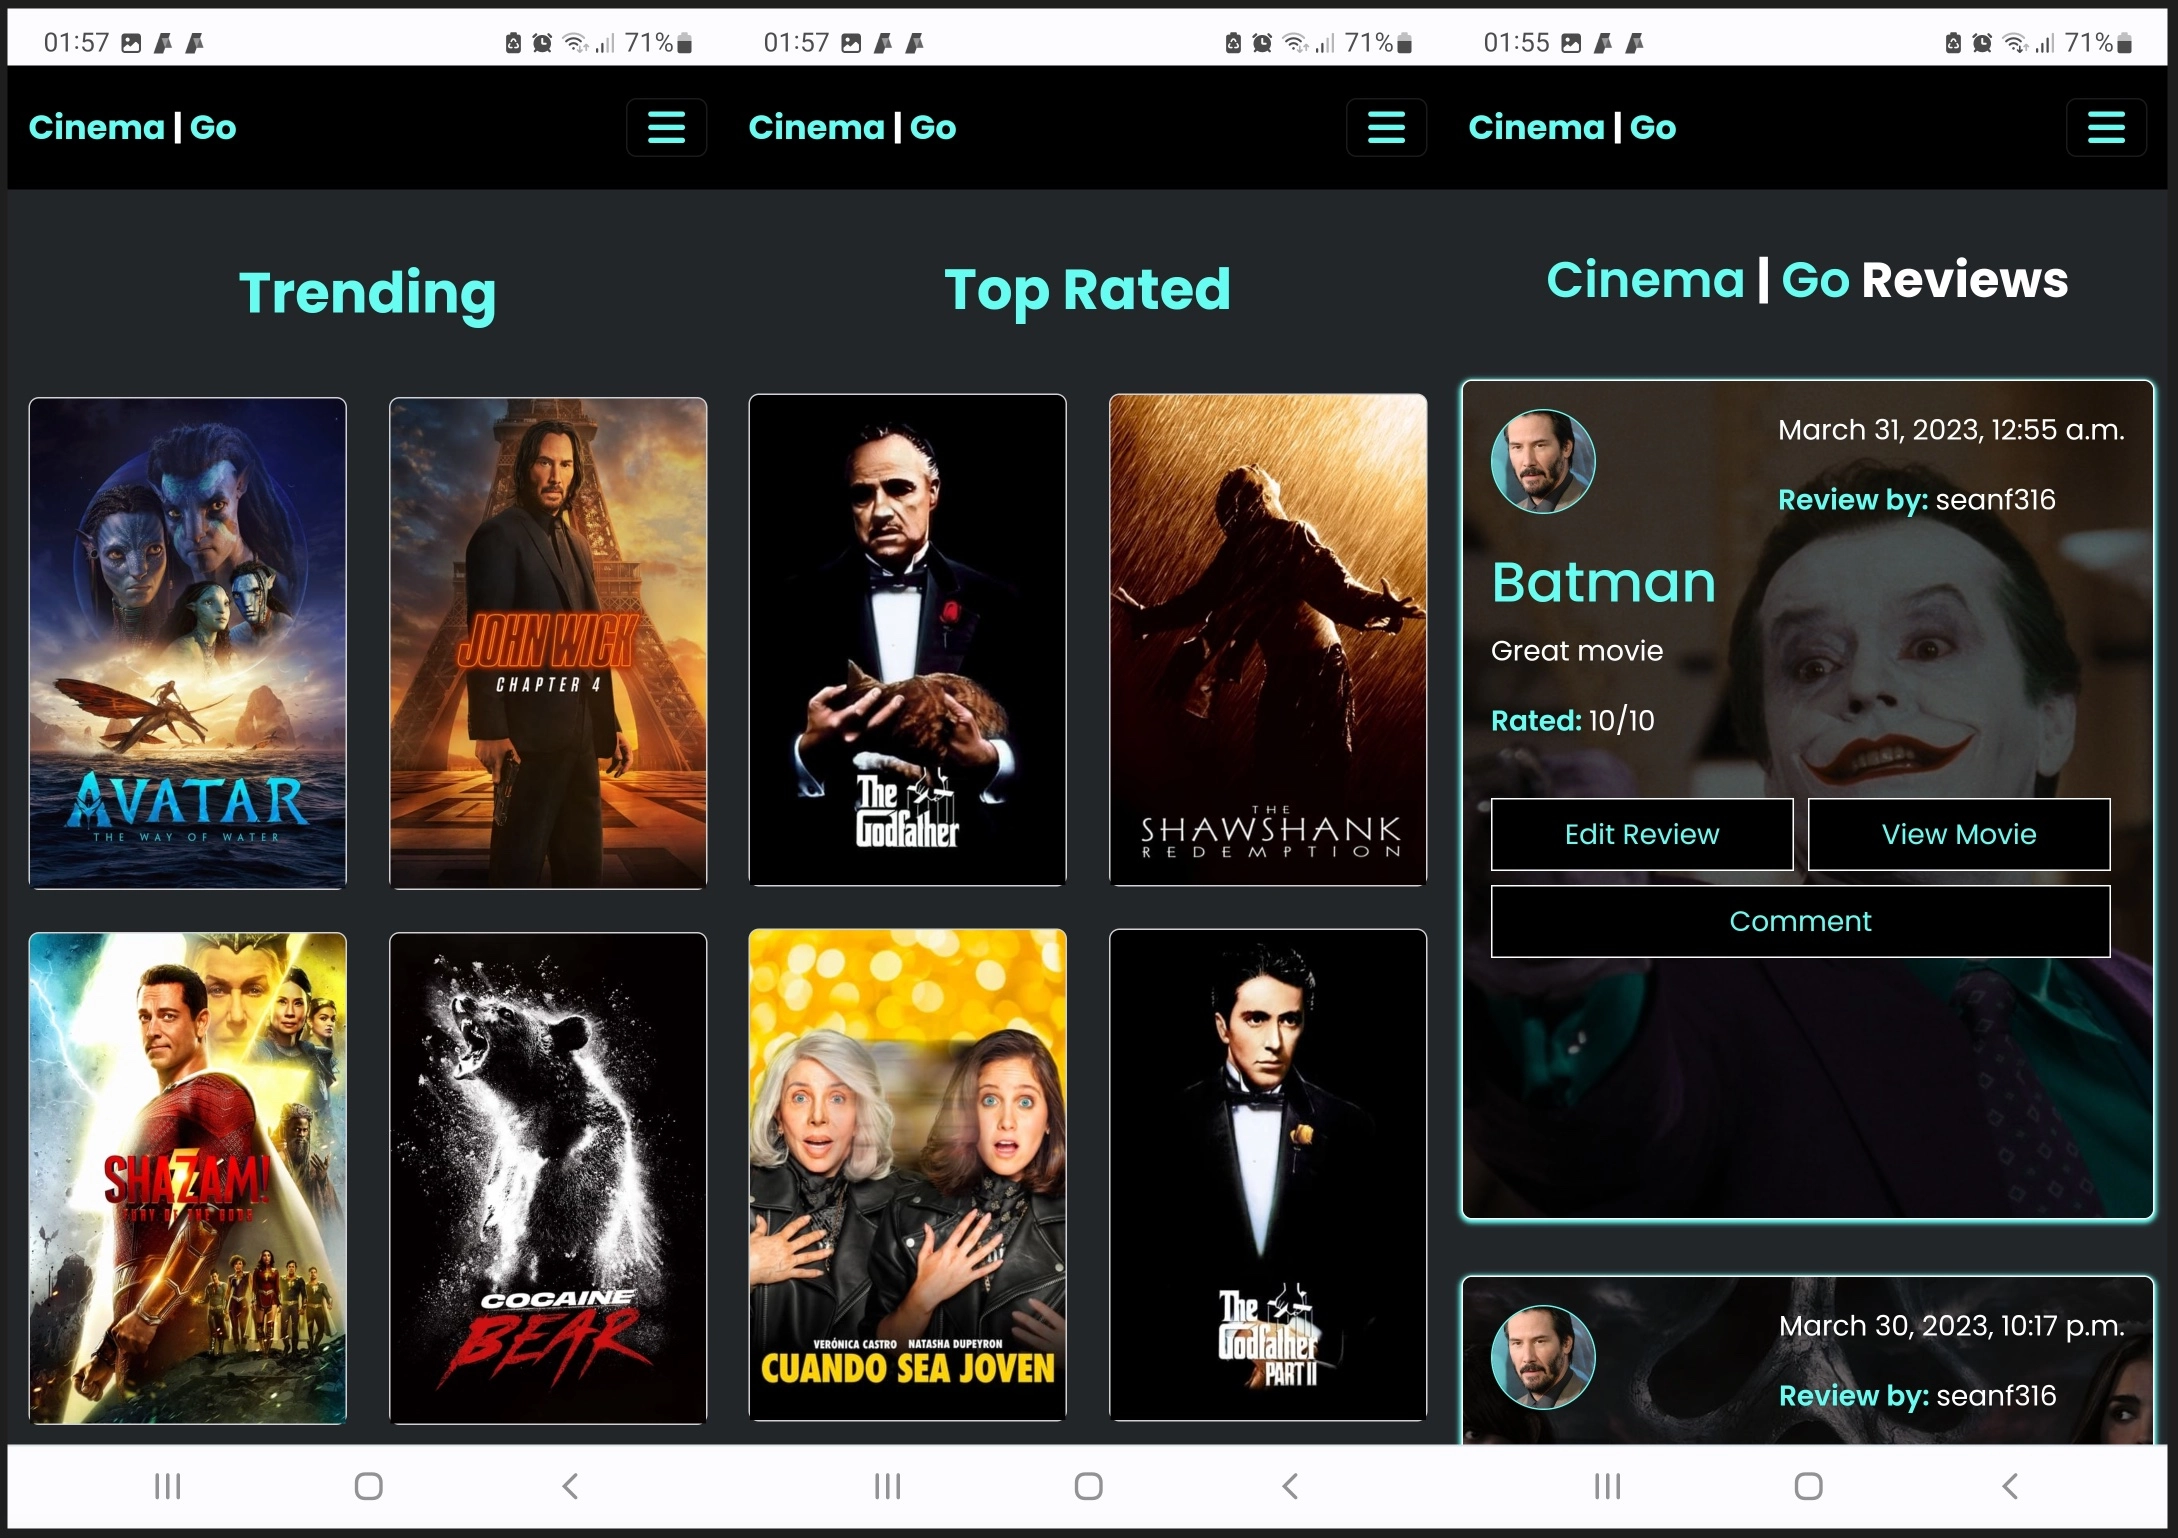 01:57
71%
Cinema | Go
Trending
AVATAR
THE WAY OF WATER
JOHN WICK
CHAPTER 4
SHAZAM!
FURY OF THE GODS
COCAINE
BEAR
01:57
71%
Cinema | Go
Top Rated
The
Godfather
THE
SHAWSHANK
REDEMPTION
VERÓNICA CASTRO NATASHA DUPEYRON
CUANDO SEA JOVEN
The
Godfather
PART II
01:55
71%
Cinema | Go
Cinema | Go Reviews
March 31, 2023, 12:55 a.m.
Review by: seanf316
Batman
Great movie
Rated: 10/10
Edit Review
View Movie
Comment
March 30, 2023, 10:17 p.m.
Review by: seanf316